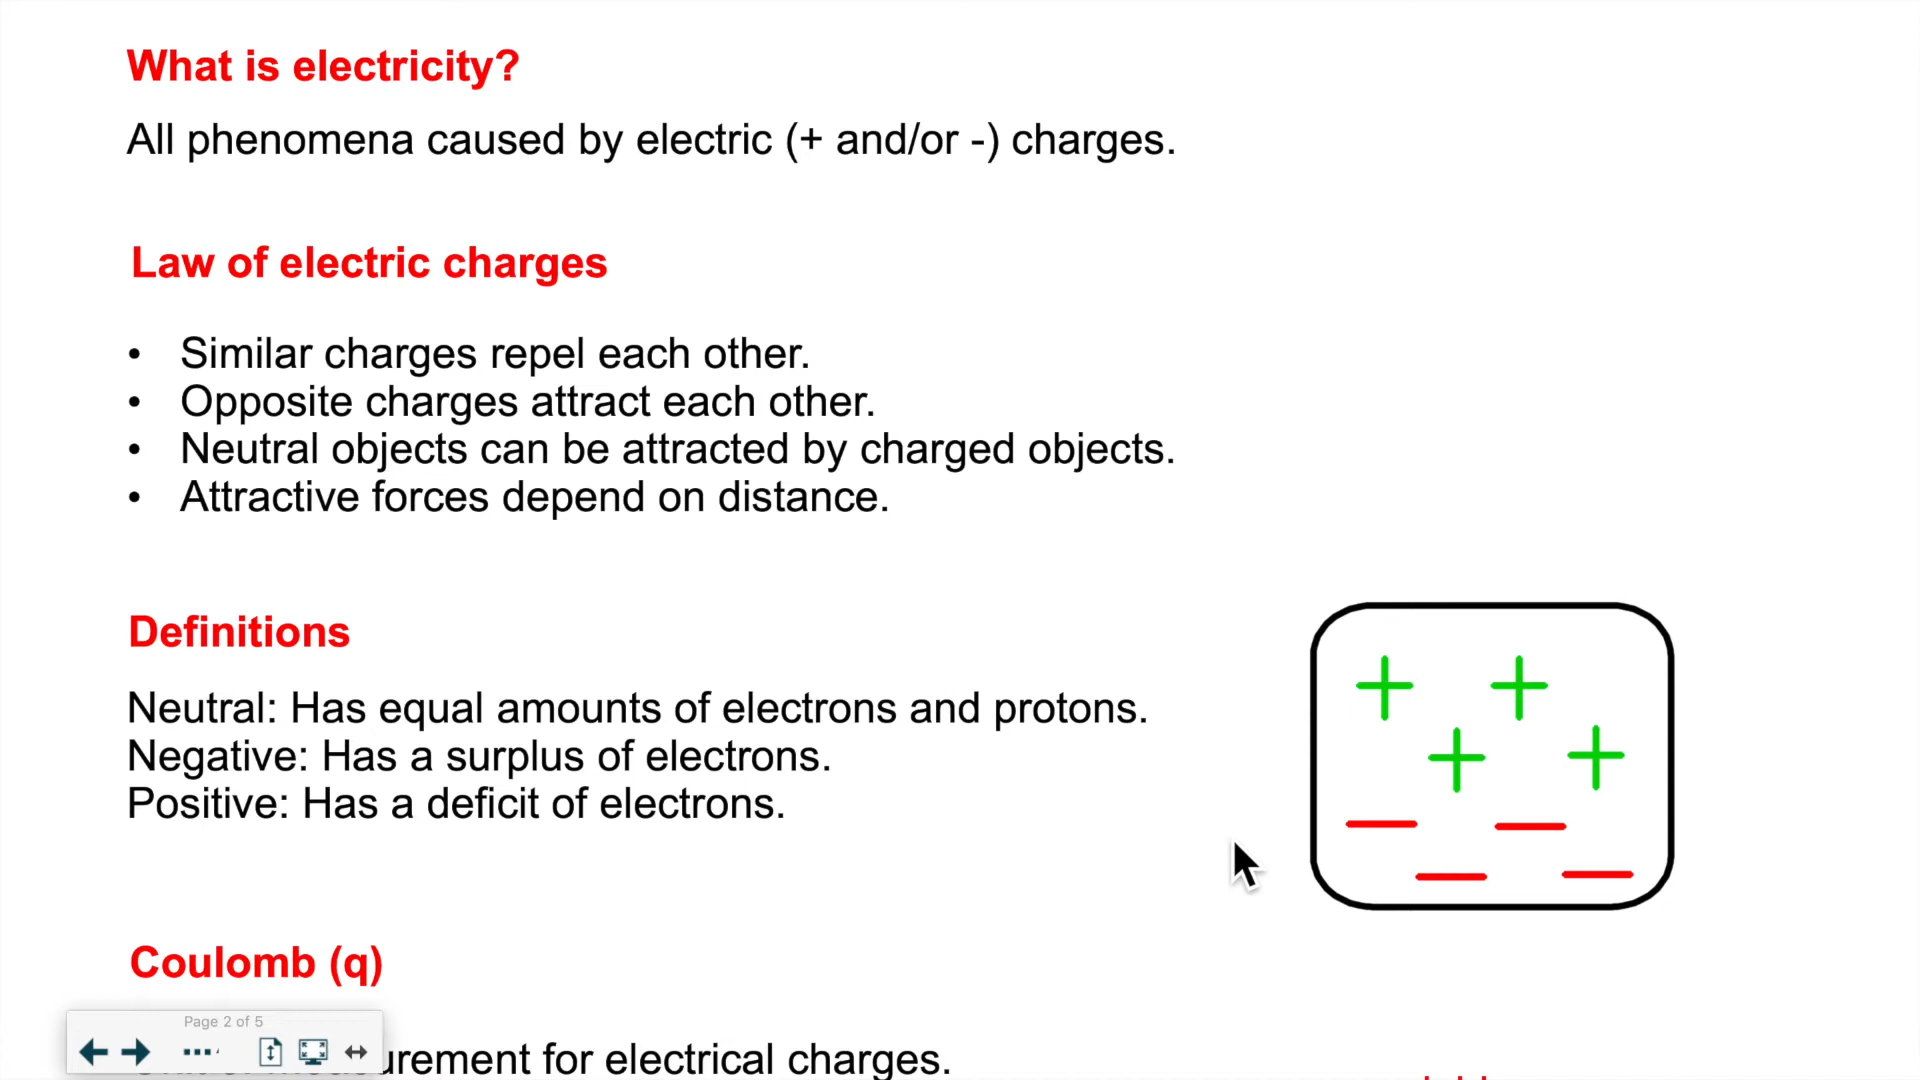 What is electricity?
All phenomena caused by electric (+ and/or -) charges.
Law of electric charges
• Similar charges repel each other.
• Opposite charges attract each other.
• Neutral objects can be attracted by charged objects.
• Attractive forces depend on distance.
Definitions
Neutral: Has equal amounts of electrons and protons.
Negative: Has a surplus of electrons.
Positive: Has a deficit of electrons.
+ +
+ +
— —
— —
Coulomb (q)
Page 2 of 5
for electrical charges.